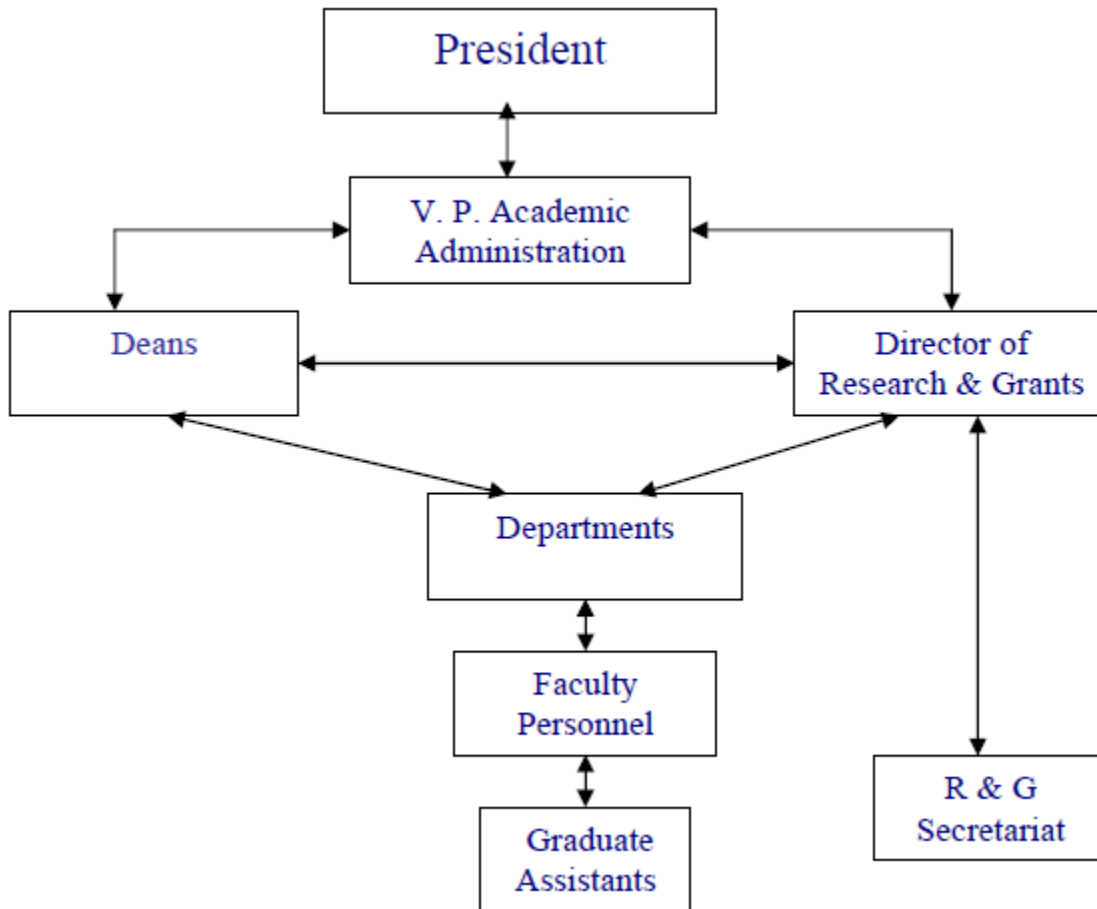 President
V. P. Academic
Administration
Deans
Director of
Research & Grants
Departments
Faculty
Personnel
R & G
Secretariat
Graduate
Assistants